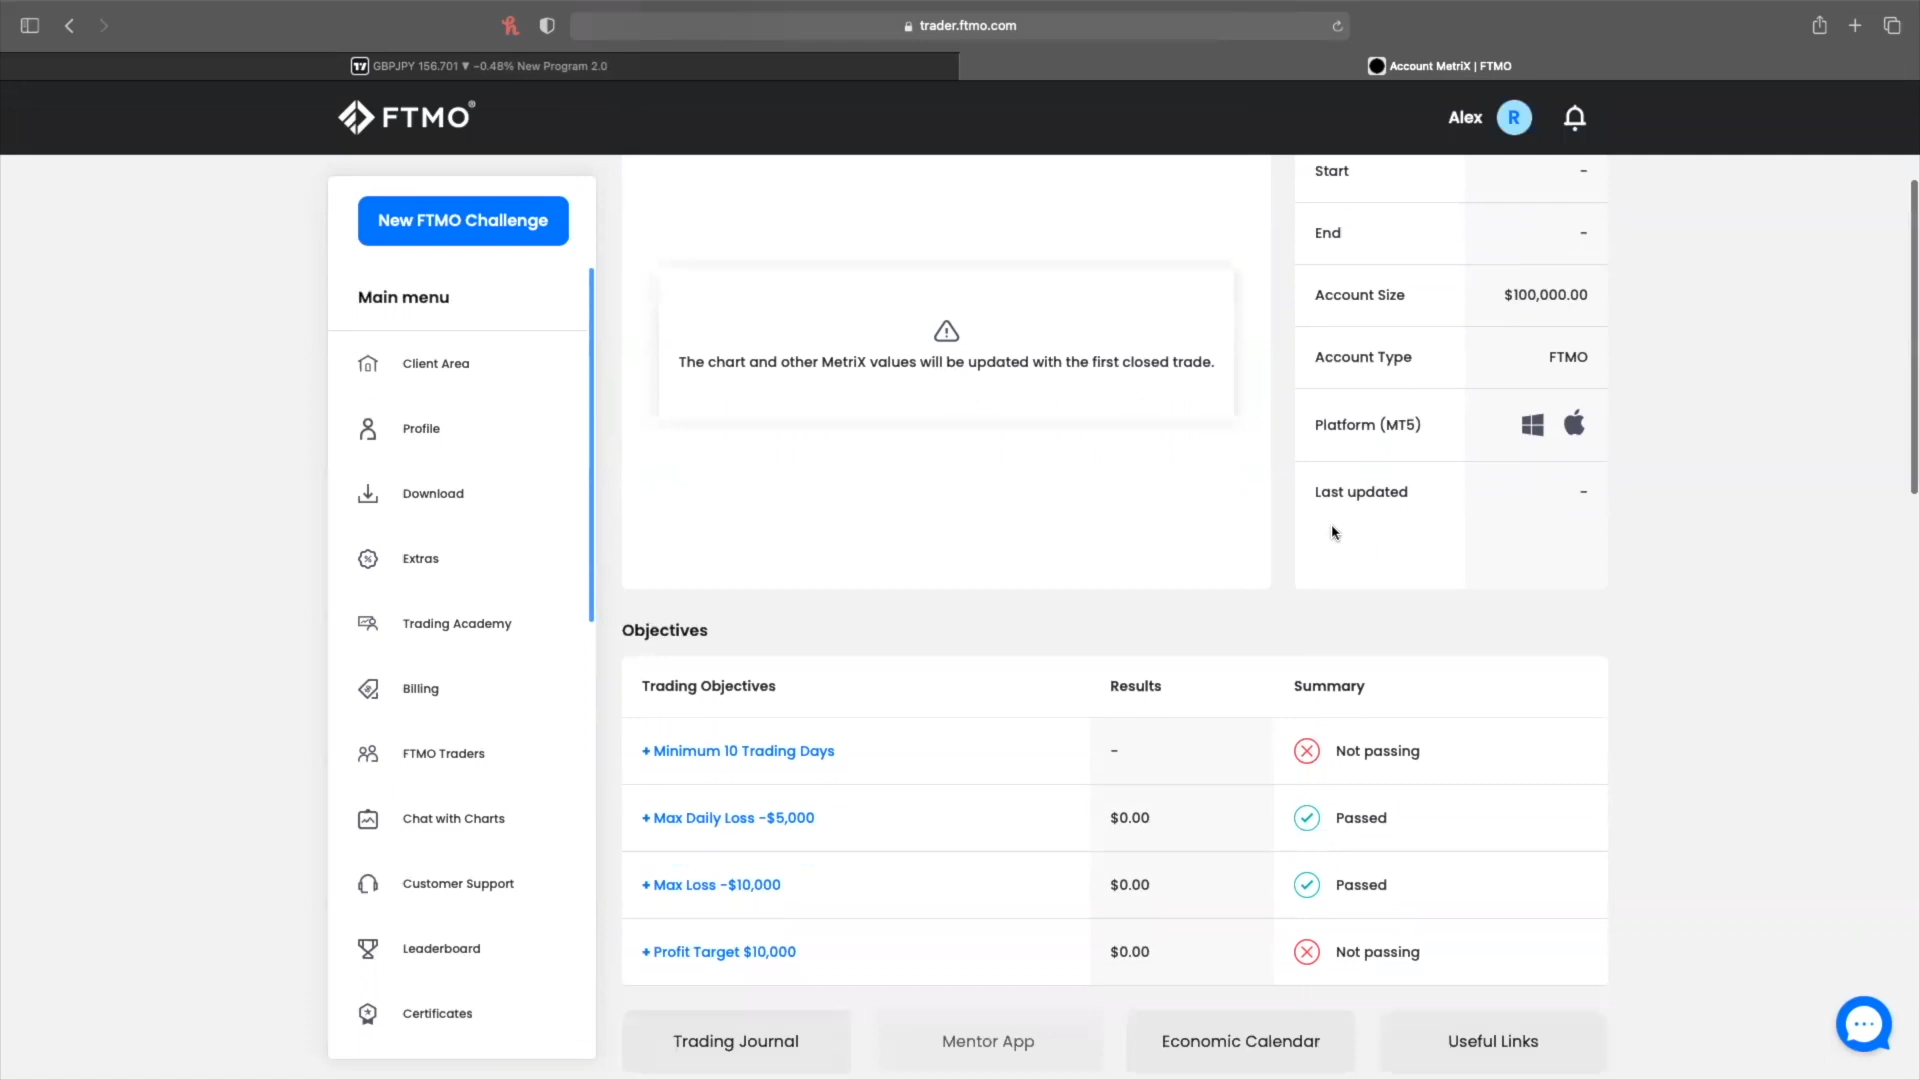 trader.ftmo.com
GBPJPY 156.701 ▼ −0.48% New Program 2.0
Account MetriX | FTMO
FTMO®
Alex
R
New FTMO Challenge
Main menu
Client Area
Profile
Download
Extras
Trading Academy
Billing
FTMO Traders
Chat with Charts
Customer Support
Leaderboard
Certificates
The chart and other MetriX values will be updated with the first closed trade.
Start -
End -
Account Size $100,000.00
Account Type FTMO
Platform (MT5)
Last updated -
Objectives
Trading Objectives Results Summary
+ Minimum 10 Trading Days - Not passing
+ Max Daily Loss -$5,000 $0.00 Passed
+ Max Loss -$10,000 $0.00 Passed
+ Profit Target $10,000 $0.00 Not passing
Trading Journal
Mentor App
Economic Calendar
Useful Links